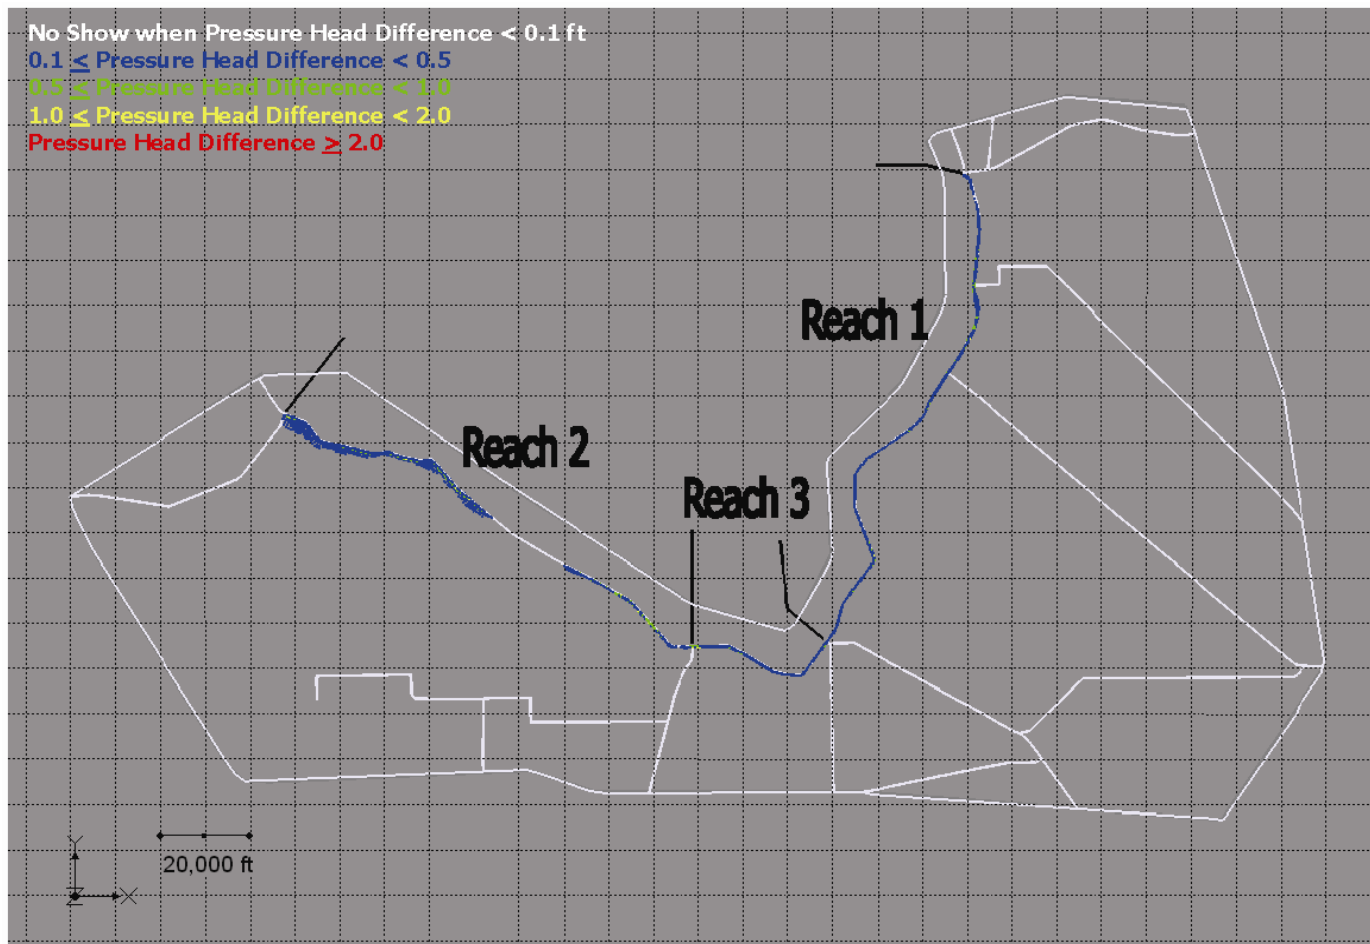 No Show when Pressure Head Difference < 0.1 ft
0.1 ≤ Pressure Head Difference < 0.5
0.5 ≤ Pressure Head Difference < 1.0
1.0 ≤ Pressure Head Difference < 2.0
Pressure Head Difference ≥ 2.0
Reach 1
Reach 2
Reach 3
20,000 ft
Y
Z
X